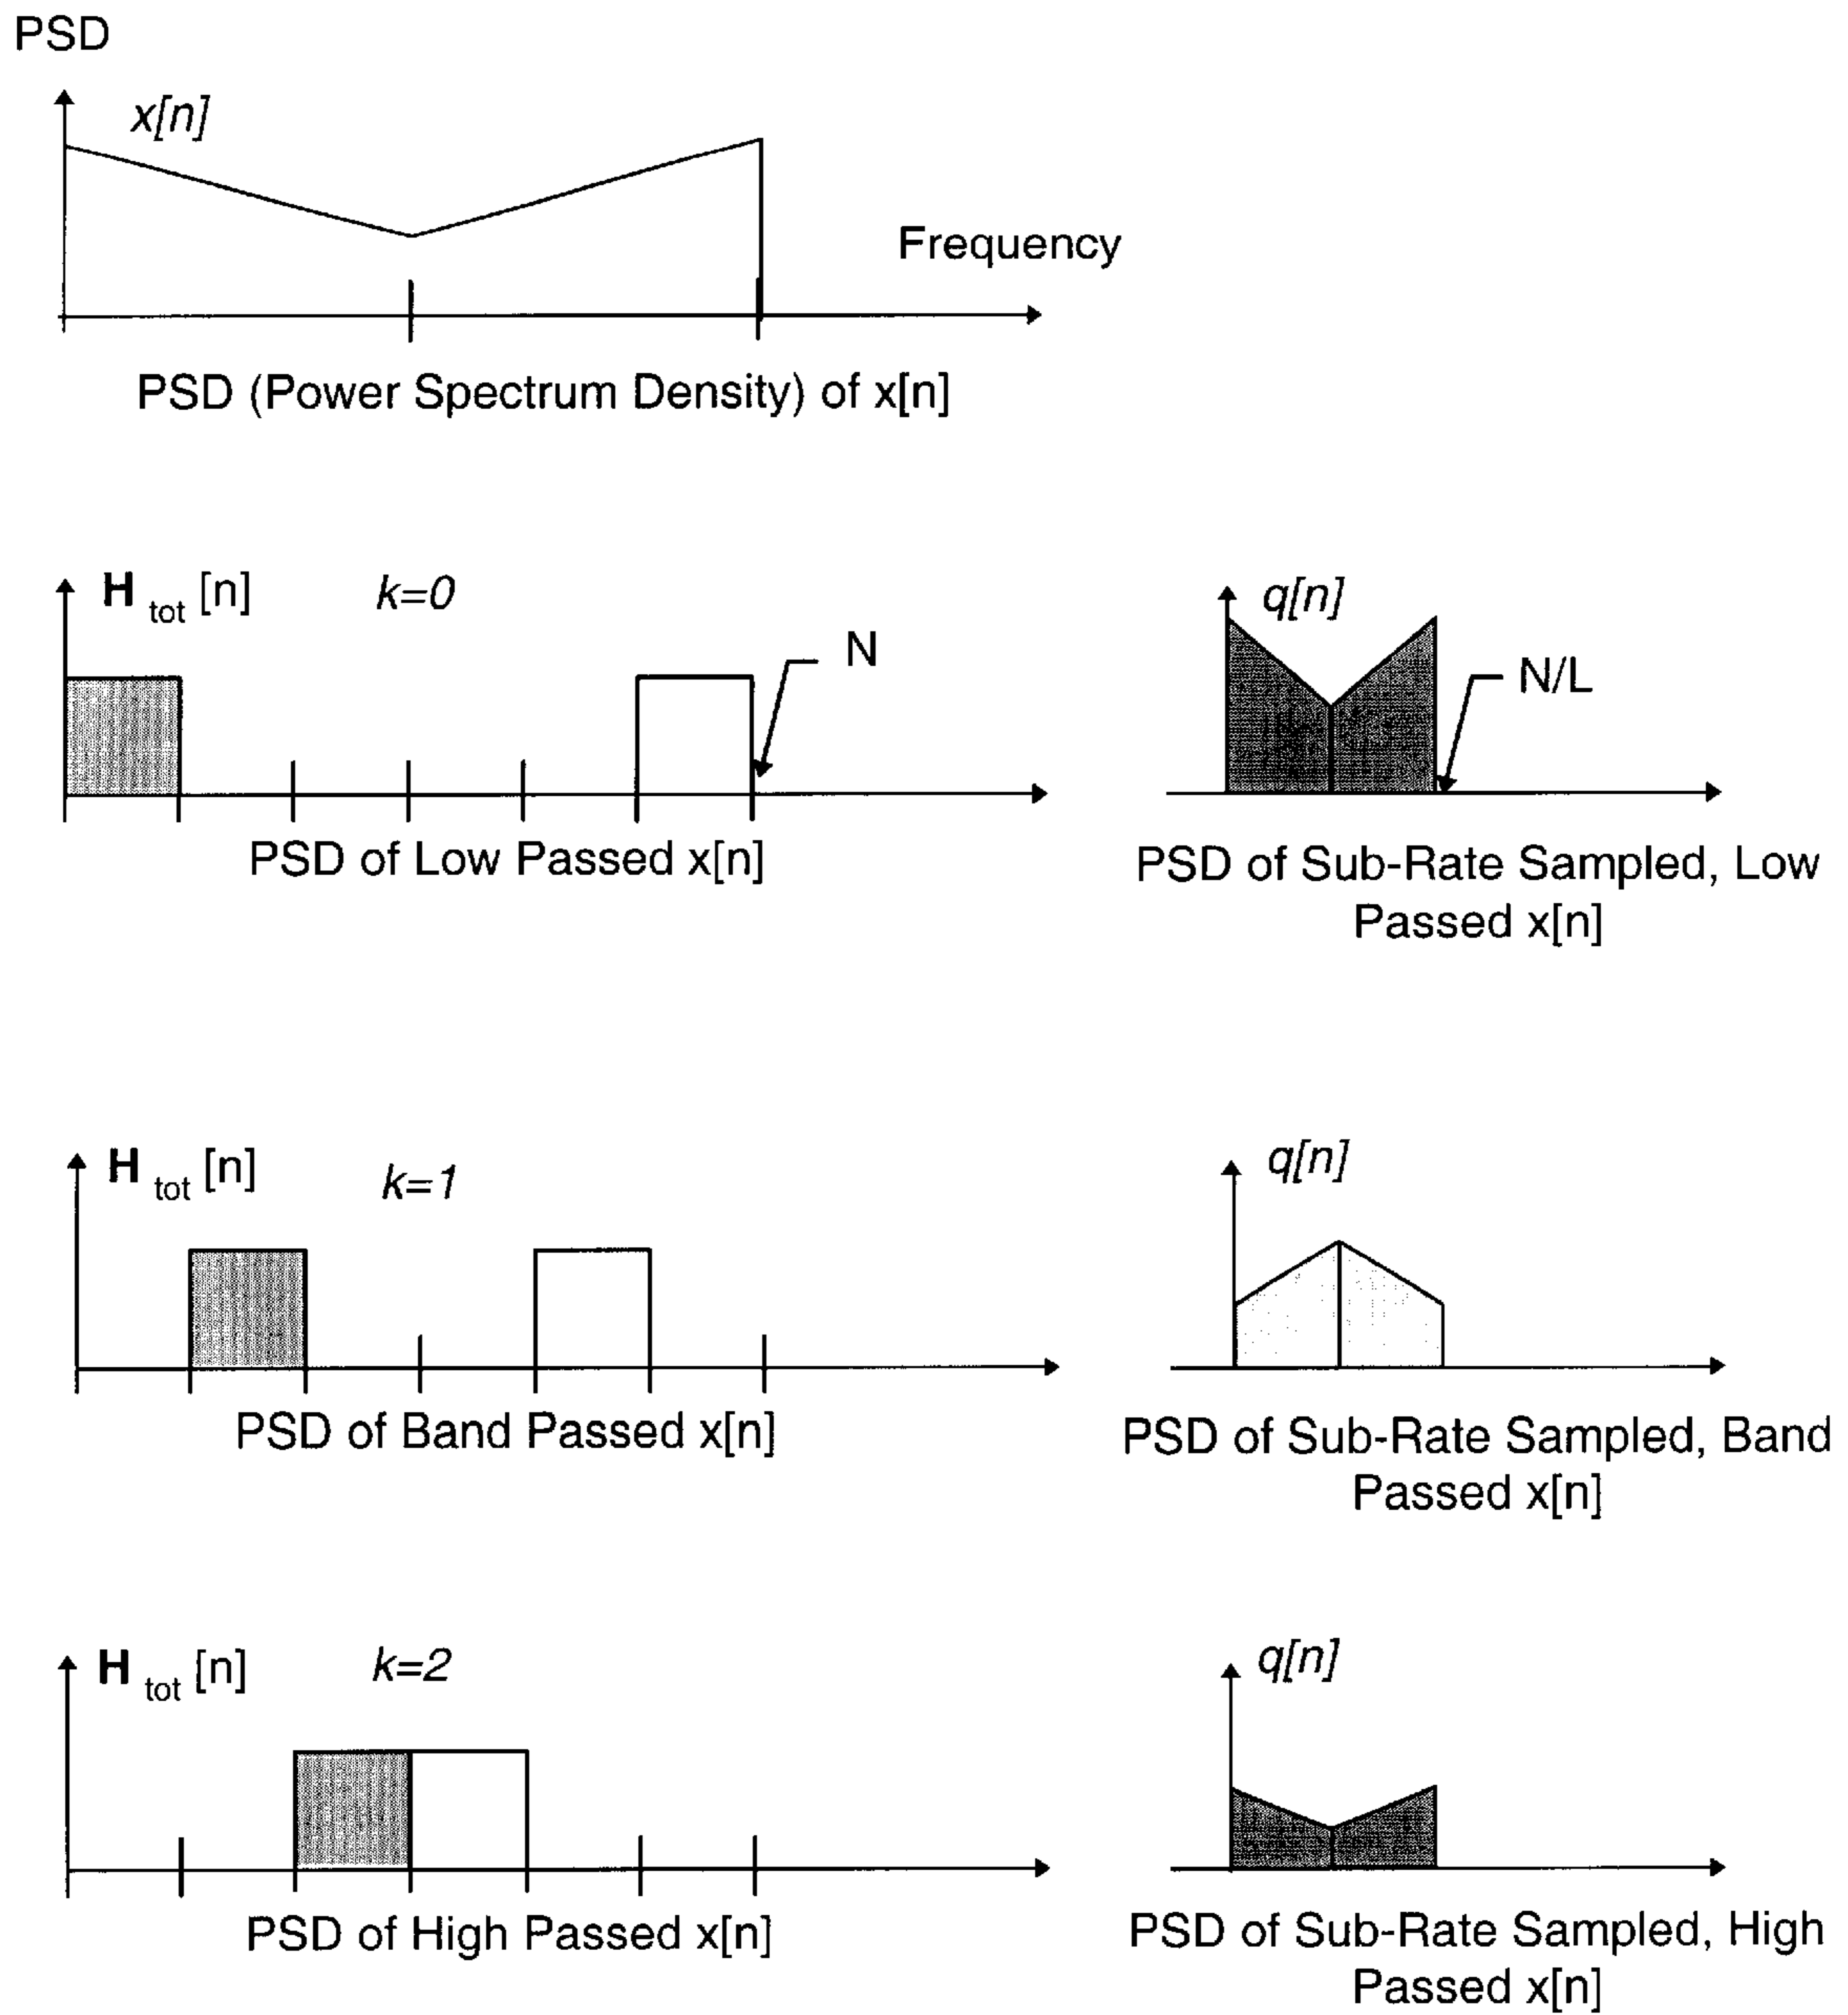 PSD
x[n]
Frequency
PSD (Power Spectrum Density) of x[n]
H tot [n]
k=0
N
PSD of Low Passed x[n]
q[n]
N/L
PSD of Sub-Rate Sampled, Low
Passed x[n]
H tot [n]
k=1
PSD of Band Passed x[n]
q[n]
PSD of Sub-Rate Sampled, Band
Passed x[n]
H tot [n]
k=2
PSD of High Passed x[n]
q[n]
PSD of Sub-Rate Sampled, High
Passed x[n]